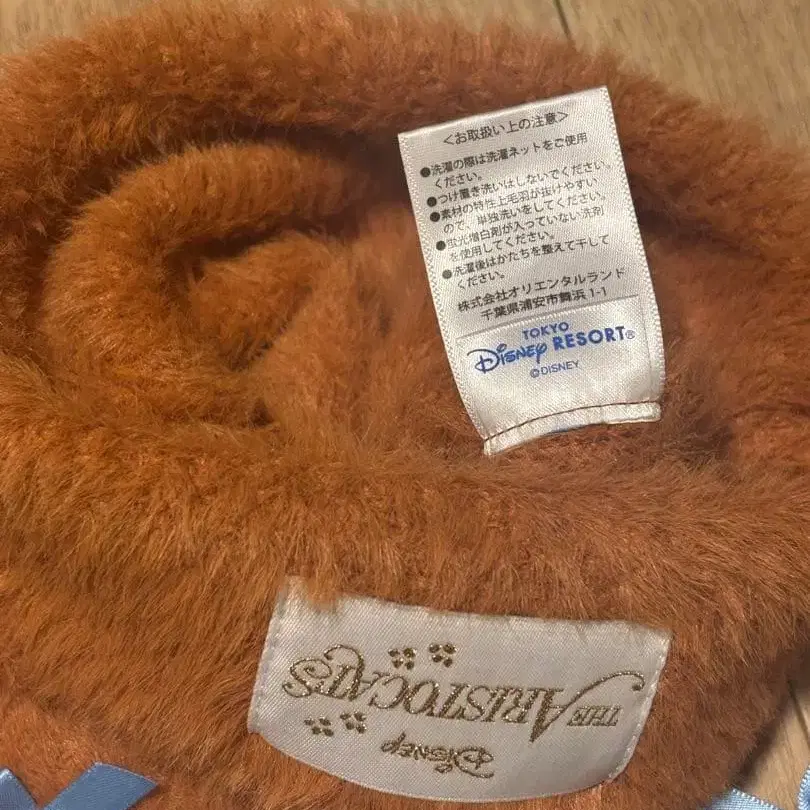 ＜お取扱い上の注意＞
●洗濯の際は洗濯ネットをご使用
ください。
●つけ置き洗いはしないでください。
●素材の特性上毛羽が抜けやすい
ので、単独洗いをしてください。
●蛍光増白剤が入っていない洗剤
を使用してください。
●洗濯後はかたちを整えて干して
ください。
株式会社オリエンタルランド
千葉県浦安市舞浜1-1
TOKYO
Disney RESORT®
©DISNEY
Disney
THE ARISTOCATS